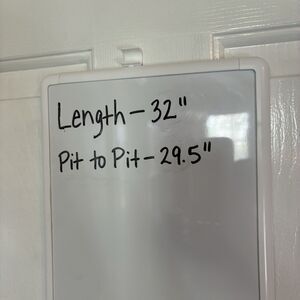 Length - 32"
Pit to Pit - 29.5"